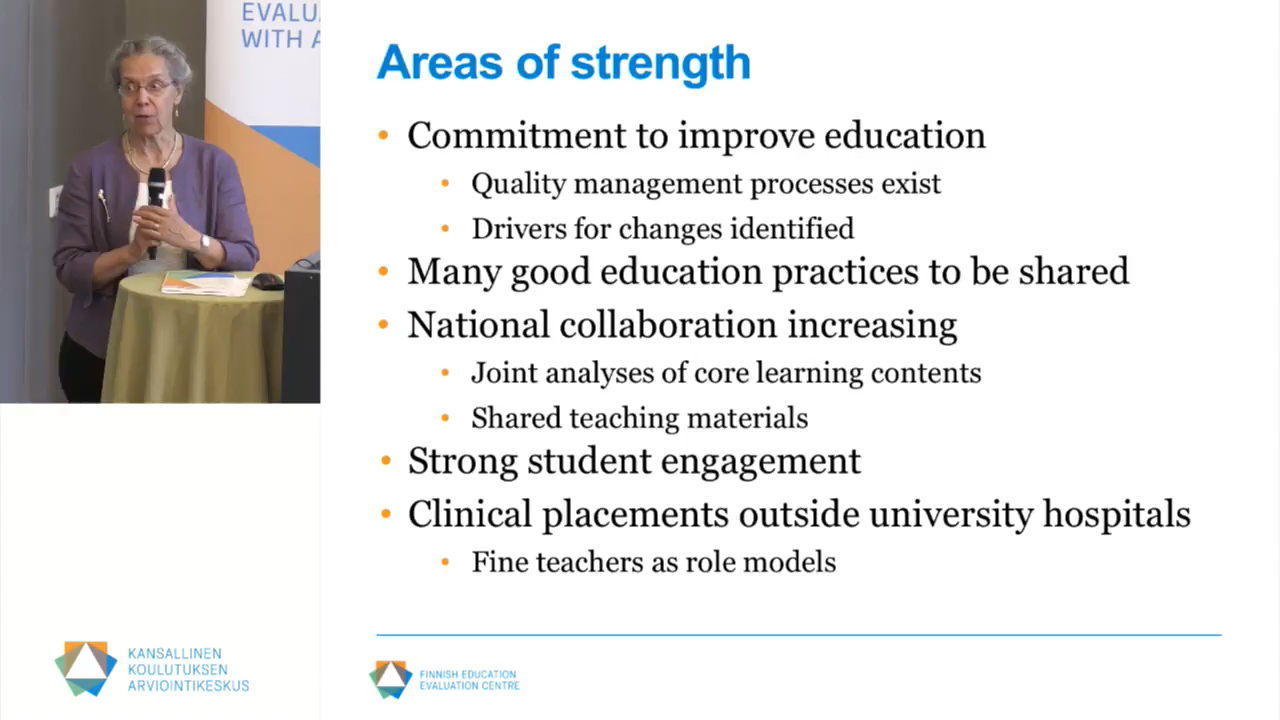 EVALU
WITH A
Areas of strength
Commitment to improve education
Quality management processes exist
Drivers for changes identified
Many good education practices to be shared
National collaboration increasing
Joint analyses of core learning contents
Shared teaching materials
Strong student engagement
Clinical placements outside university hospitals
Fine teachers as role models
KANSALLINEN
KOULUTUKSEN
ARVIOINTIKESKUS
FINNISH EDUCATION
EVALUATION CENTRE